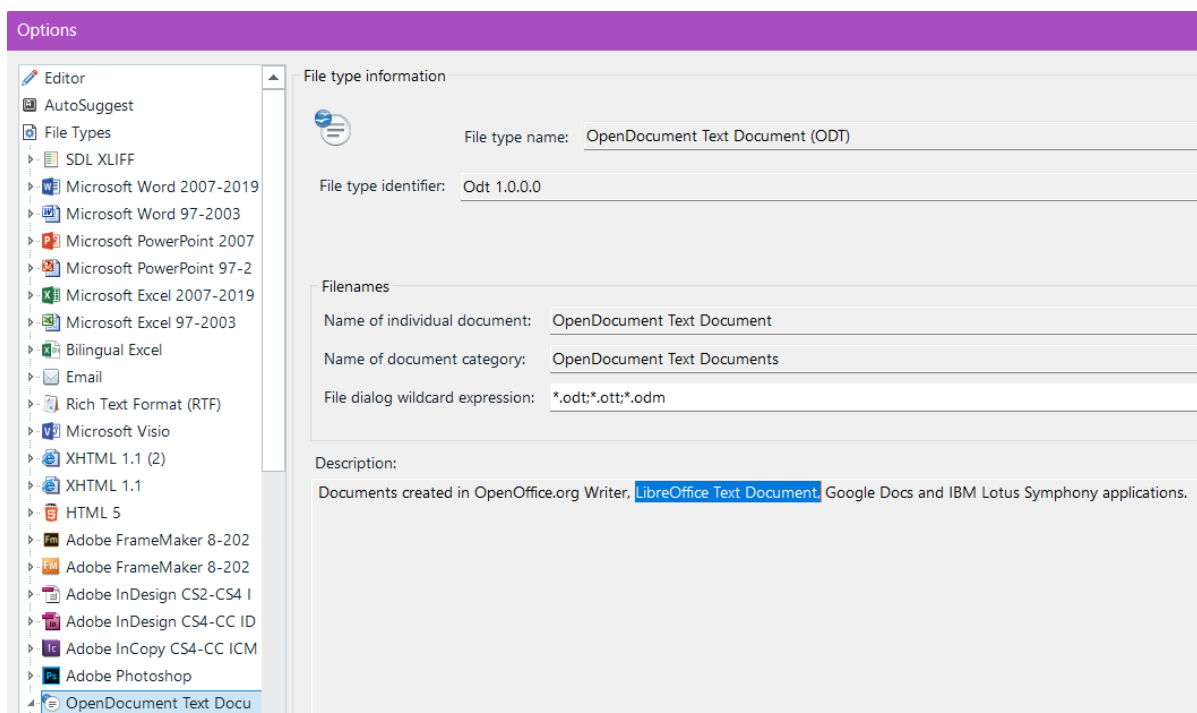 Options
Editor
AutoSuggest
File Types
SDL XLIFF
Microsoft Word 2007-2019
Microsoft Word 97-2003
Microsoft PowerPoint 2007
Microsoft PowerPoint 97-2
Microsoft Excel 2007-2019
Microsoft Excel 97-2003
Bilingual Excel
Email
Rich Text Format (RTF)
Microsoft Visio
XHTML 1.1 (2)
XHTML 1.1
HTML 5
Adobe FrameMaker 8-202
Adobe FrameMaker 8-202
Adobe InDesign CS2-CS4 I
Adobe InDesign CS4-CC ID
Adobe InCopy CS4-CC ICM
Adobe Photoshop
OpenDocument Text Docu
File type information
File type name: OpenDocument Text Document (ODT)
File type identifier: Odt 1.0.0.0
Filenames
Name of individual document: OpenDocument Text Document
Name of document category: OpenDocument Text Documents
File dialog wildcard expression: *.odt;*.ott;*.odm
Description:
Documents created in OpenOffice.org Writer, LibreOffice Text Document, Google Docs and IBM Lotus Symphony applications.